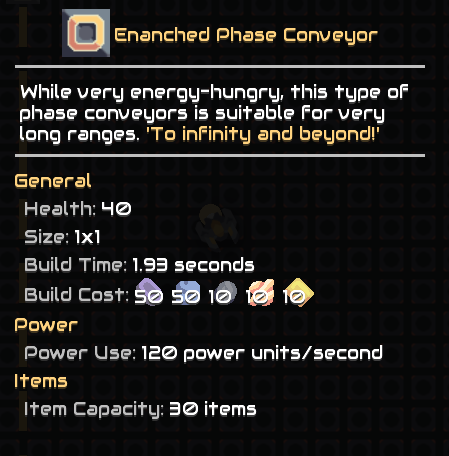 Enanched Phase Conveyor
While very energy-hungry, this type of
phase conveyors is suitable for very
long ranges. 'To infinity and beyond!'
General
Health: 40
Size: 1x1
Build Time: 1.93 seconds
Build Cost: 50 50 10 10 10
Power
Power Use: 120 power units/second
Items
Item Capacity: 30 items